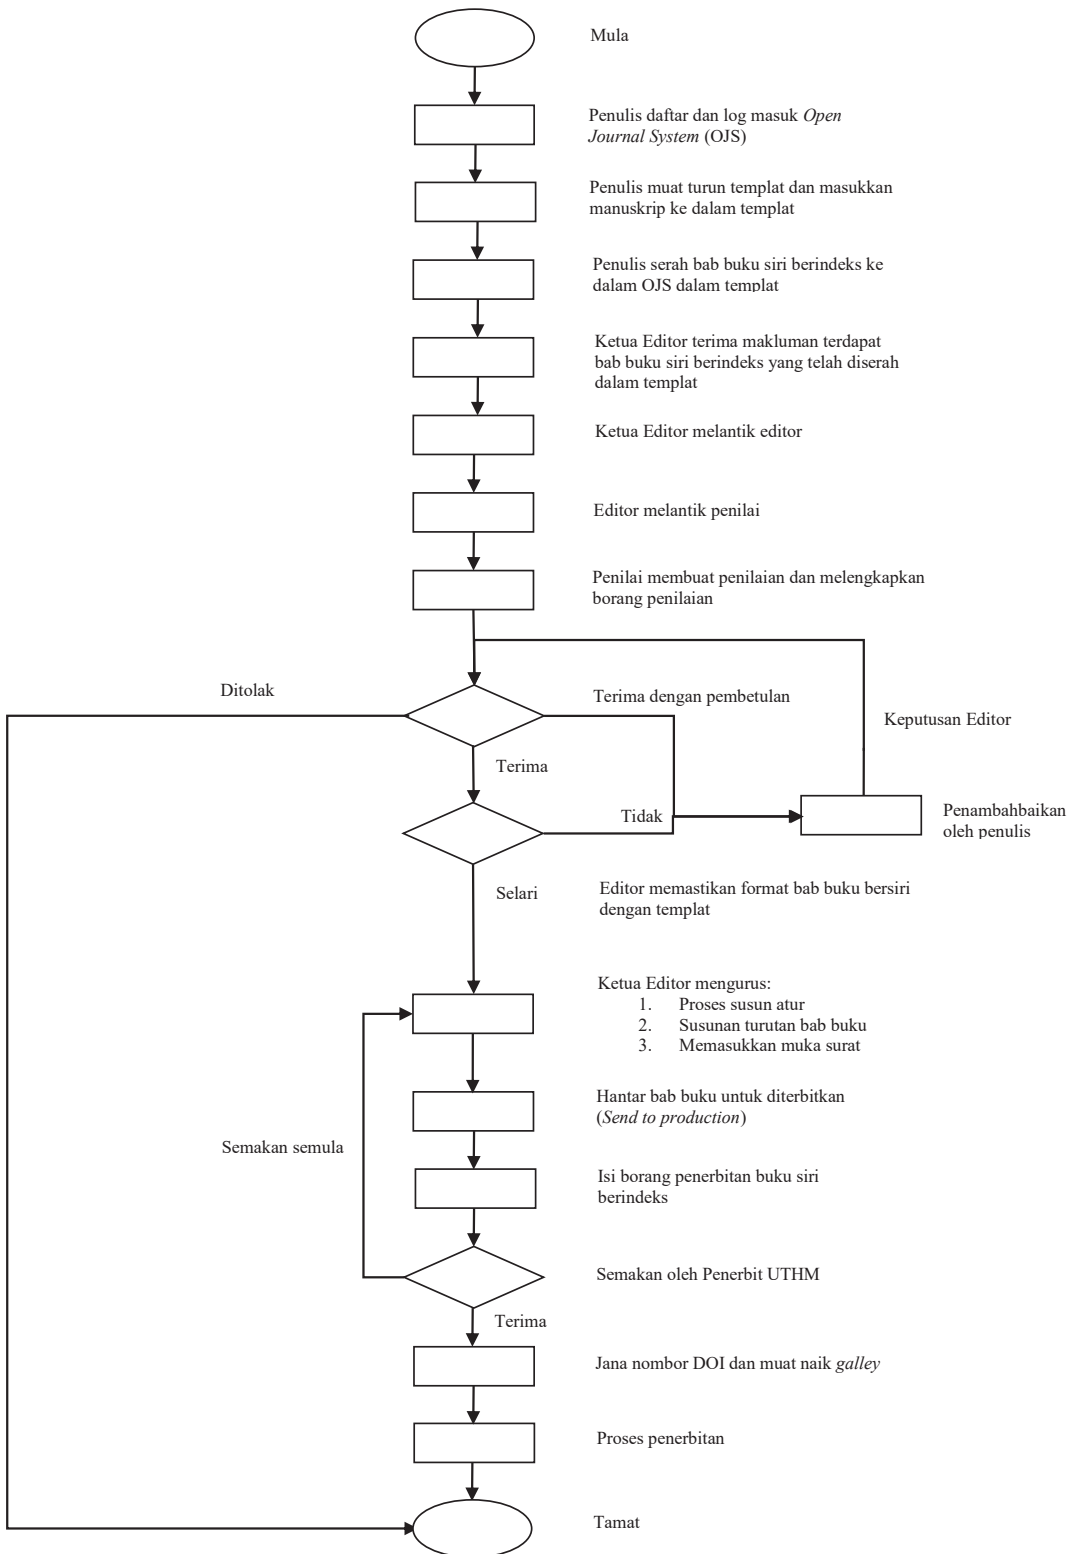 Mula
Penulis daftar dan log masuk Open
Journal System (OJS)
Penulis muat turun templat dan masukkan
manuskrip ke dalam templat
Penulis serah bab buku siri berindeks ke
dalam OJS dalam templat
Ketua Editor terima makluman terdapat
bab buku siri berindeks yang telah diserah
dalam templat
Ketua Editor melantik editor
Editor melantik penilai
Penilai membuat penilaian dan melengkapkan
borang penilaian
Ditolak
Terima dengan pembetulan
Keputusan Editor
Terima
Tidak
Penambahbaikan
oleh penulis
Selari
Editor memastikan format bab buku bersiri
dengan templat
Ketua Editor mengurus:
1. Proses susun atur
2. Susunan turutan bab buku
3. Memasukkan muka surat
Hantar bab buku untuk diterbitkan
(Send to production)
Semakan semula
Isi borang penerbitan buku siri
berindeks
Semakan oleh Penerbit UTHM
Terima
Jana nombor DOI dan muat naik galley
Proses penerbitan
Tamat